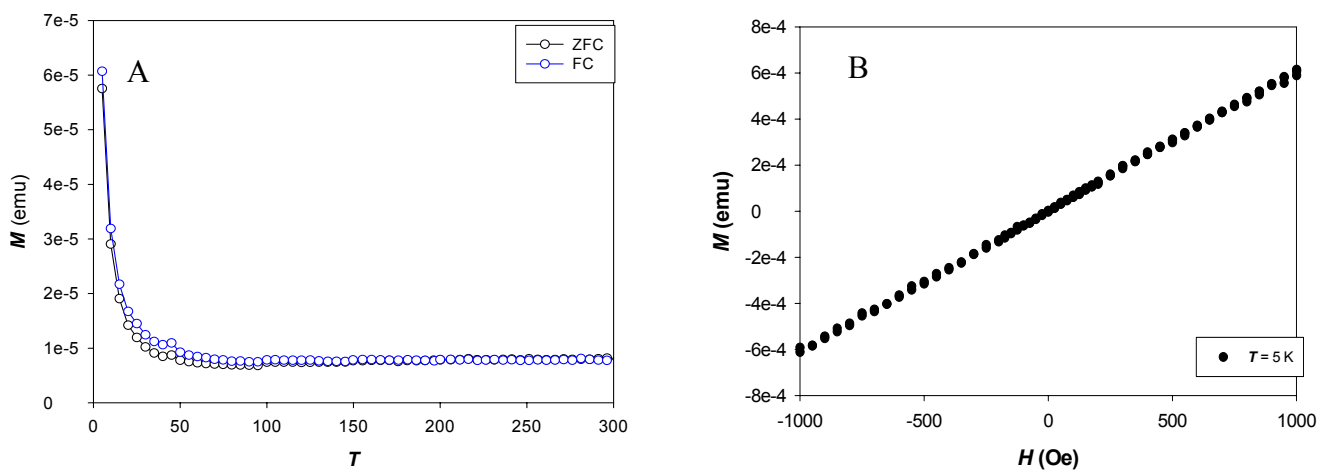 7e-5
6e-5
5e-5
4e-5
3e-5
2e-5
1e-5
0
M (emu)
A
ZFC
FC
0 50 100 150 200 250 300
T
8e-4
6e-4
4e-4
2e-4
0
-2e-4
-4e-4
-6e-4
-8e-4
M (emu)
B
T = 5 K
-1000 -500 0 500 1000
H (Oe)